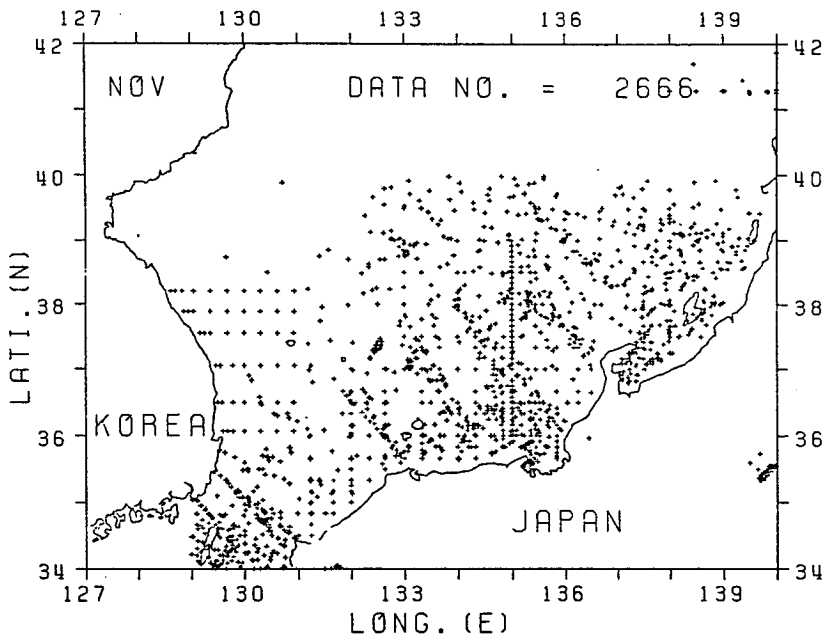 127 130 133 136 139
42 42
NOV DATA NO. = 2666
40 40
38 38
LATI. (N)
36 36
KOREA
JAPAN
34 34
127 130 133 136 139
LONG. (E)